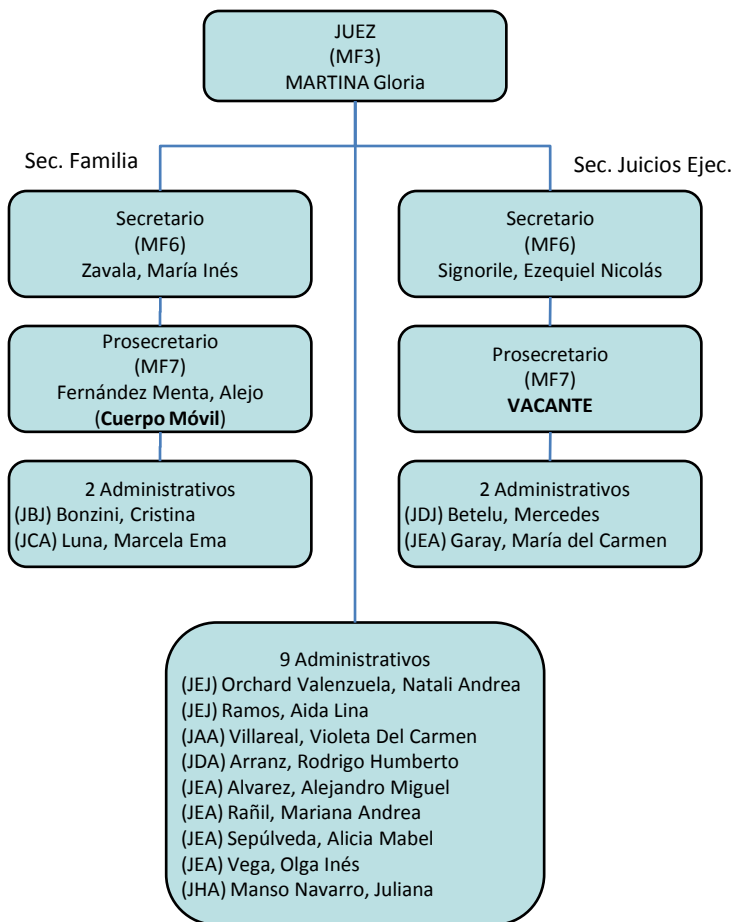 JUEZ
(MF3)
MARTINA Gloria
Sec. Familia
Secretario
(MF6)
Zavala, María Inés
Prosecretario
(MF7)
Fernández Menta, Alejo
(Cuerpo Móvil)
2 Administrativos
(JBJ) Bonzini, Cristina
(JCA) Luna, Marcela Ema
Sec. Juicios Ejec.
Secretario
(MF6)
Signorile, Ezequiel Nicolás
Prosecretario
(MF7)
VACANTE
2 Administrativos
(JDJ) Betelu, Mercedes
(JEA) Garay, María del Carmen
9 Administrativos
(JEJ) Orchard Valenzuela, Natali Andrea
(JEJ) Ramos, Aida Lina
(JAA) Villareal, Violeta Del Carmen
(JDA) Arranz, Rodrigo Humberto
(JEA) Alvarez, Alejandro Miguel
(JEA) Rañil, Mariana Andrea
(JEA) Sepúlveda, Alicia Mabel
(JEA) Vega, Olga Inés
(JHA) Manso Navarro, Juliana